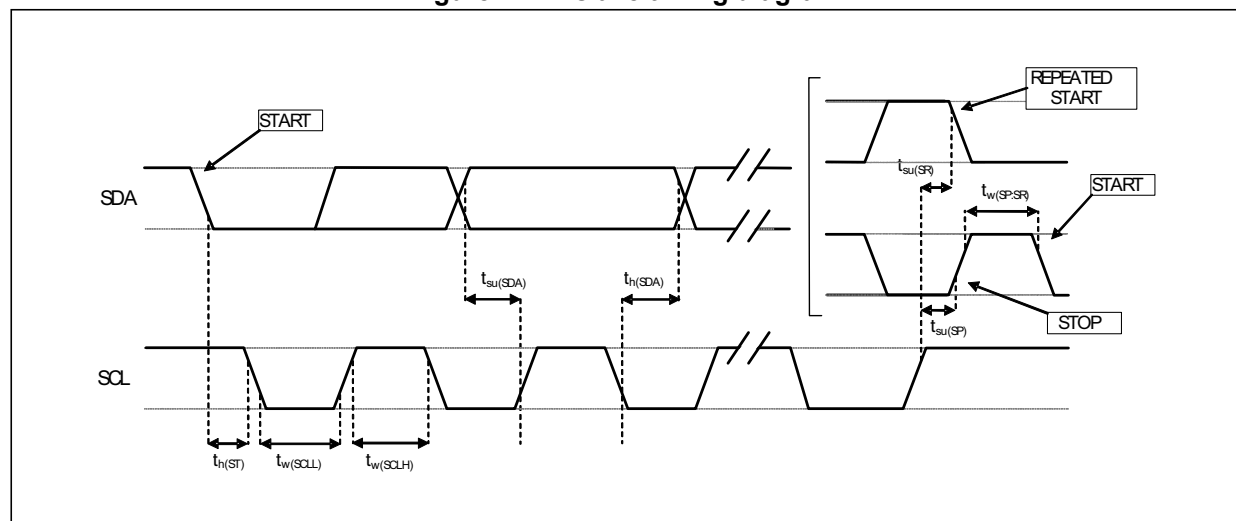 REPEATED
START
START
tsu(SR)
START
tw(SP:SR)
SDA
tsu(SDA)
th(SDA)
tsu(SP)
STOP
SCL
th(ST)
tw(SCLL)
tw(SCLH)